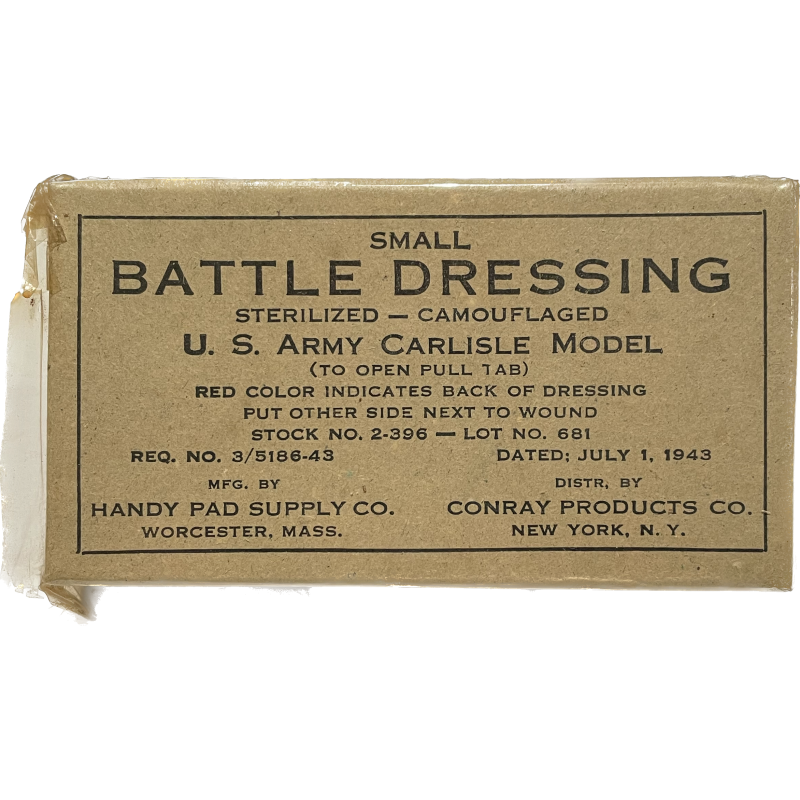 SMALL
BATTLE DRESSING
STERILIZED — CAMOUFLAGED
U. S. ARMY CARLISLE MODEL
(TO OPEN PULL TAB)
RED COLOR INDICATES BACK OF DRESSING
PUT OTHER SIDE NEXT TO WOUND
STOCK NO. 2-396 — LOT NO. 681
REQ. NO. 3/5186-43 DATED; JULY 1, 1943
MFG. BY DISTR, BY
HANDY PAD SUPPLY CO. CONRAY PRODUCTS CO.
WORCESTER, MASS. NEW YORK, N. Y.